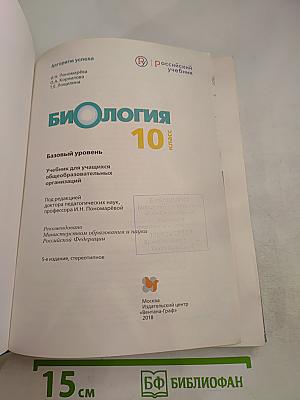 Алгоритм успеха
российский
учебник
И.Н. Пономарёва
О.А. Корнилова
Т.Е. Лощилина
БИОЛОГИЯ
10 класс
Базовый уровень
Учебник для учащихся
общеобразовательных
организаций
Под редакцией
доктора педагогических наук,
профессора И.Н. Пономарёвой
Рекомендовано
Министерством образования и науки
Российской Федерации
5-е издание, стереотипное
Москва
Издательский центр
«Вентана-Граф»
2018
15 см
БФ БИБЛИОФАН